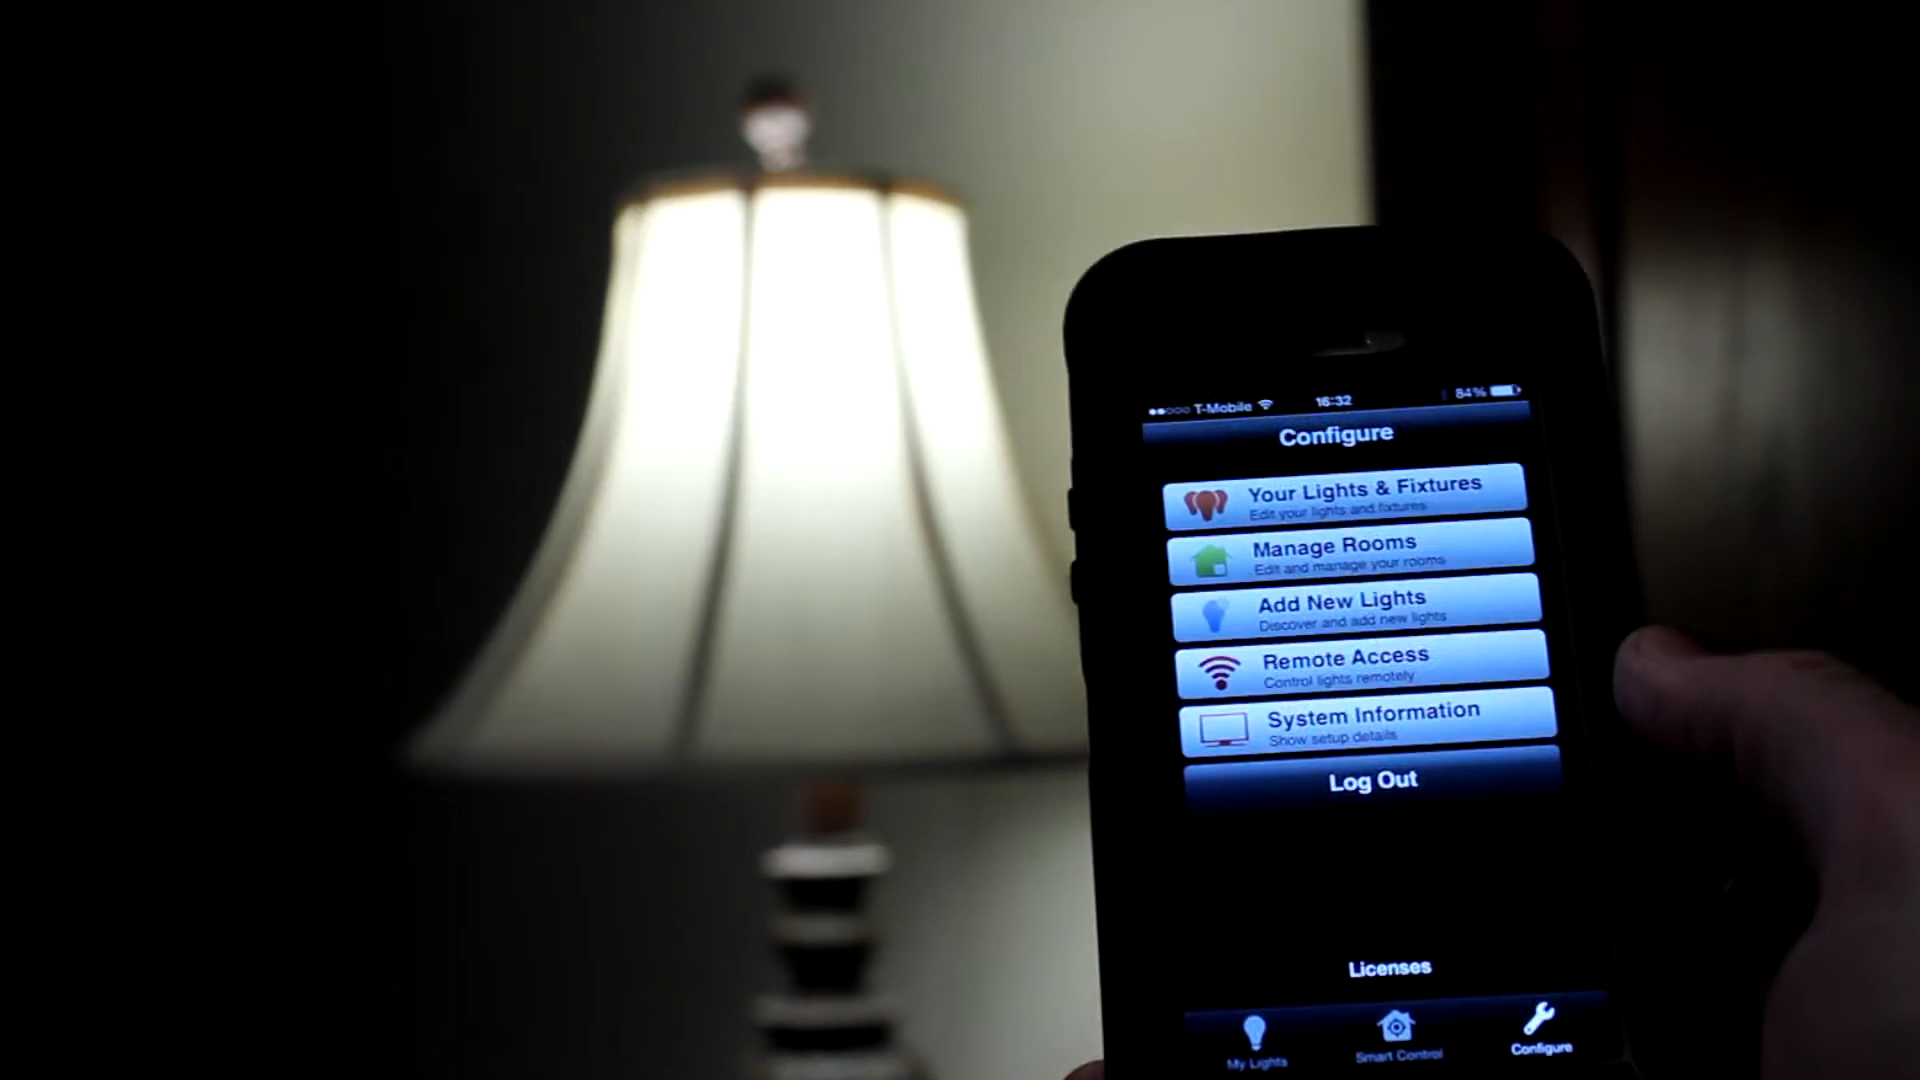 T-Mobile 16:32 84%
Configure
Your Lights & Fixtures
Edit your lights and fixtures
Manage Rooms
Edit and manage your rooms
Add New Lights
Discover and add new lights
Remote Access
Control lights remotely
System Information
Show setup details
Log Out
Licenses
My Lights Smart Control Configure